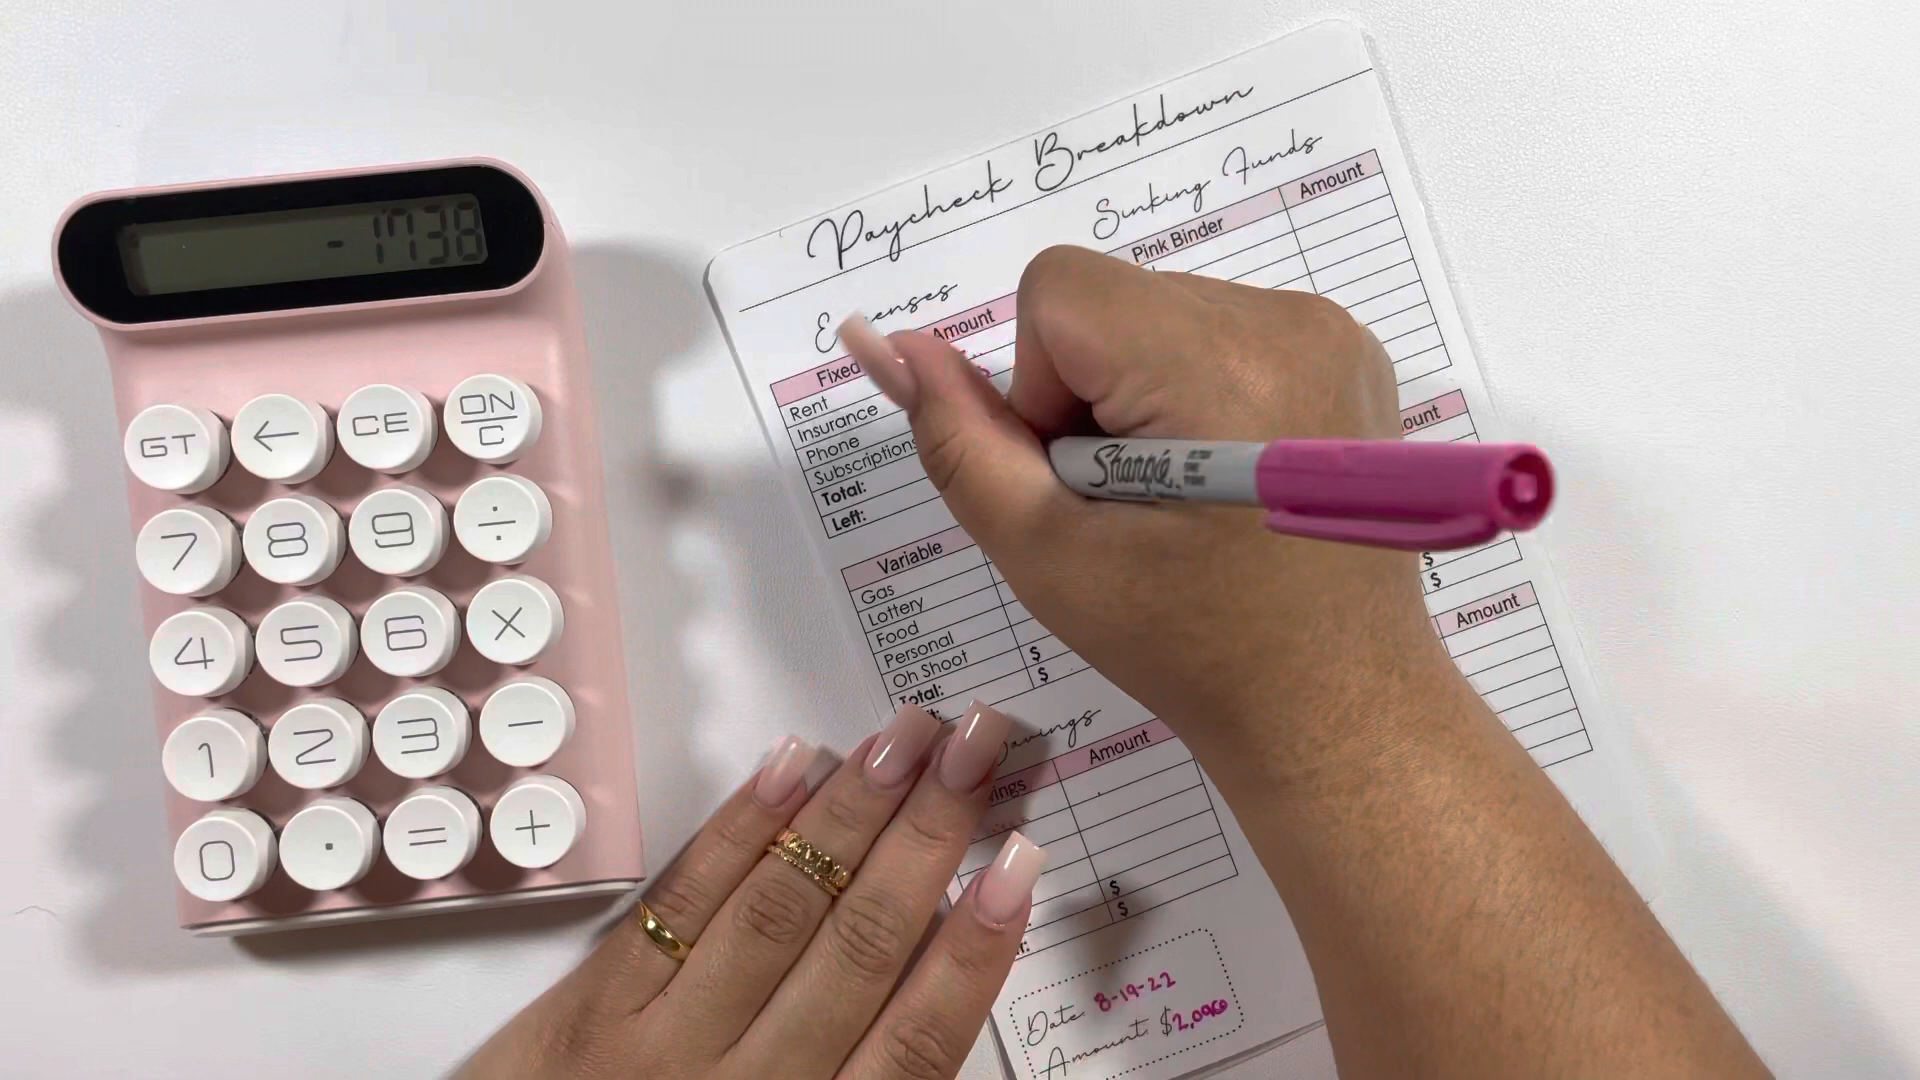 - 1738
GT ← CE ON/C
7 8 9 ÷
4 5 6 ×
1 2 3 −
0 . = +
Paycheck Breakdown
Expenses
Fixed Amount
Rent
Insurance
Phone
Subscriptions
Total:
Left:
Variable
Gas
Lottery
Food
Personal
Oh Shoot
Total: $
$
Savings
Amount
$
$
Date: 8-19-22
Amount: $2,096
Sinking Funds
Pink Binder Amount
$
$
Amount
Sharpie